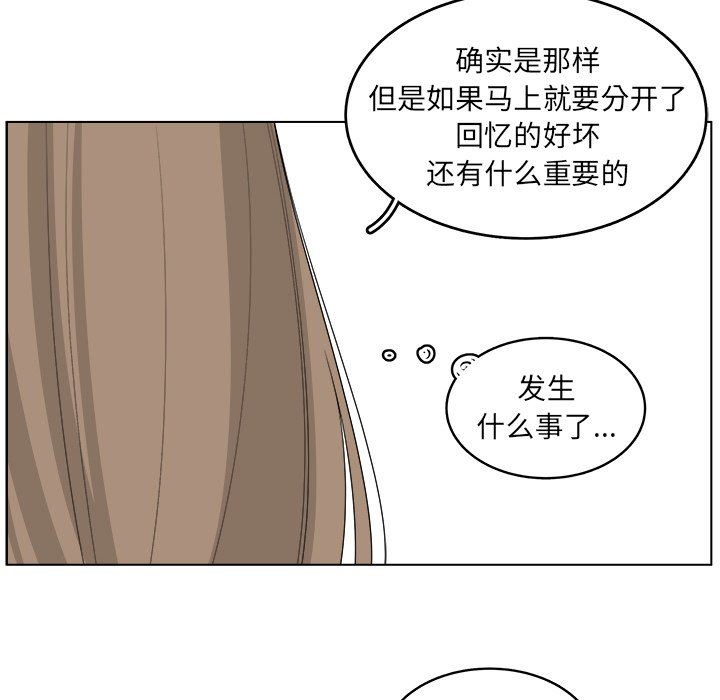 确实是那样
但是如果马上就要分开了
回忆的好坏
还有什么重要的
发生
什么事了...